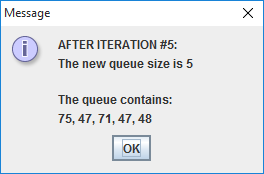 Message
AFTER ITERATION #5:
The new queue size is 5
The queue contains:
75, 47, 71, 47, 48
OK